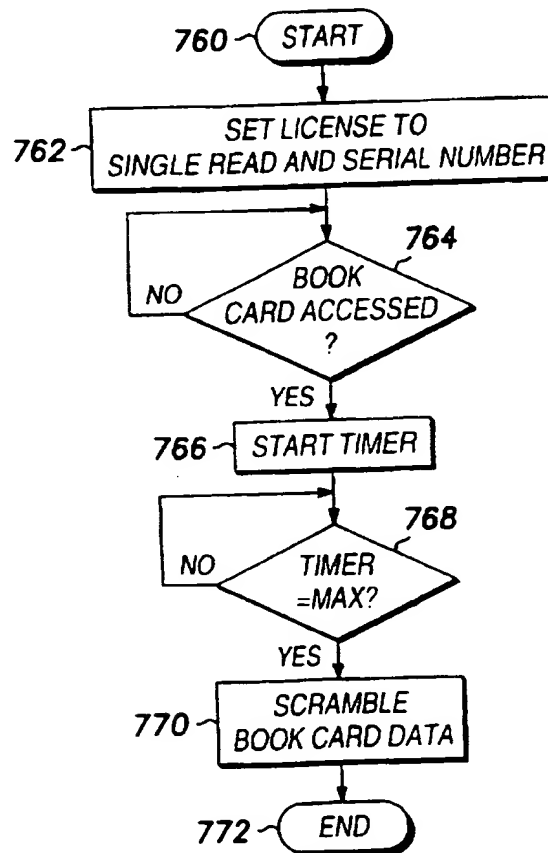 760 START
762 SET LICENSE TO
SINGLE READ AND SERIAL NUMBER
764
BOOK
NO CARD ACCESSED
?
YES
766 START TIMER
768
NO TIMER
=MAX?
YES
SCRAMBLE
770 BOOK CARD DATA
772 END